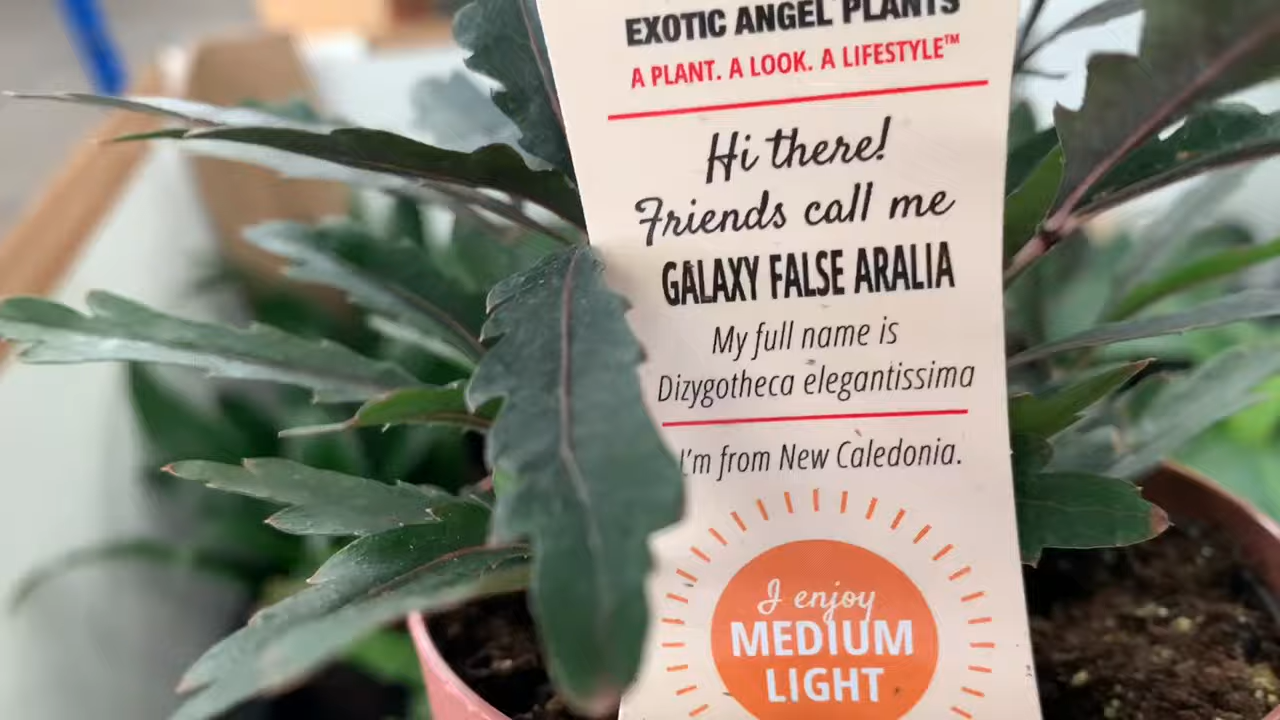 EXOTIC ANGEL PLANTS
A PLANT. A LOOK. A LIFESTYLE™
Hi there!
Friends call me
GALAXY FALSE ARALIA
My full name is
Dizygotheca elegantissima
I'm from New Caledonia.
I enjoy
MEDIUM
LIGHT